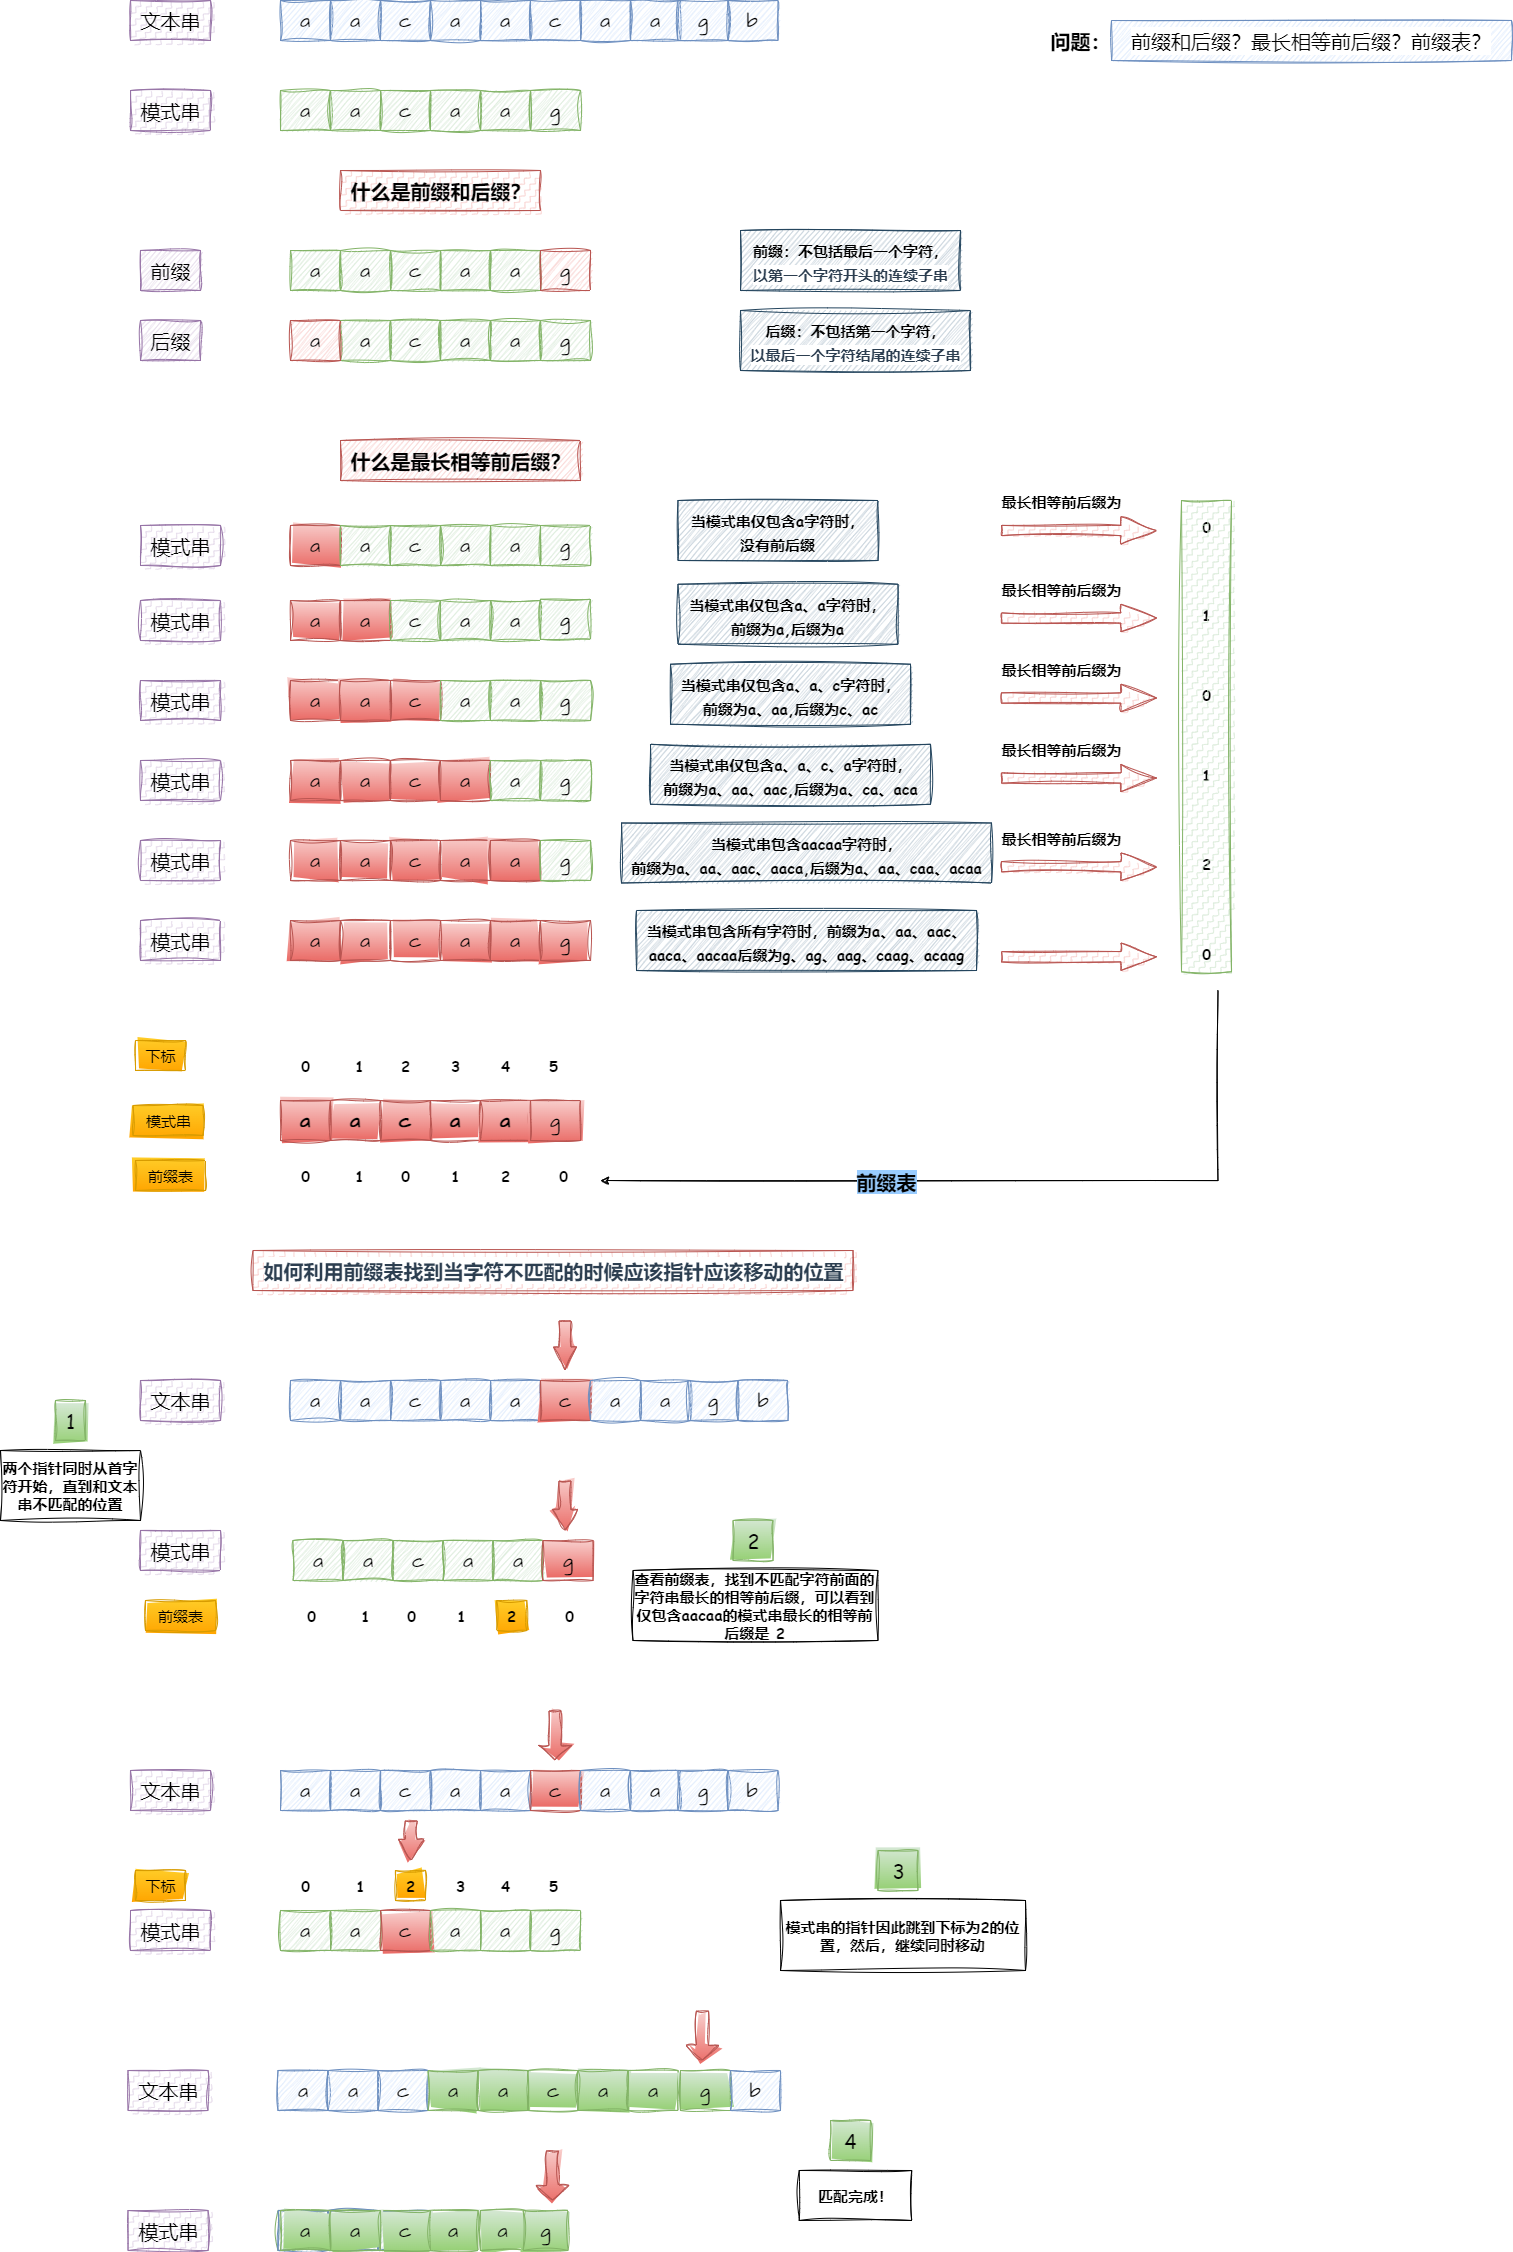 文本串 a a c a a c a a g b
问题： 前缀和后缀？最长相等前后缀？前缀表？
模式串 a a c a a g
什么是前缀和后缀？
前缀 a a c a a g
前缀：不包括最后一个字符，
以第一个字符开头的连续子串
后缀 a a c a a g
后缀：不包括第一个字符，
以最后一个字符结尾的连续子串
什么是最长相等前后缀？
模式串 a a c a a g
当模式串仅包含a字符时，
没有前后缀
最长相等前后缀为
0
模式串 a a c a a g
当模式串仅包含a、a字符时，
前缀为a,后缀为a
最长相等前后缀为
1
模式串 a a c a a g
当模式串仅包含a、a、c字符时，
前缀为a、aa,后缀为c、ac
最长相等前后缀为
0
模式串 a a c a a g
当模式串仅包含a、a、c、a字符时，
前缀为a、aa、aac,后缀为a、ca、aca
最长相等前后缀为
1
模式串 a a c a a g
当模式串包含aacaa字符时，
前缀为a、aa、aac、aaca,后缀为a、aa、caa、acaa
最长相等前后缀为
2
模式串 a a c a a g
当模式串包含所有字符时，前缀为a、aa、aac、
aaca、aacaa后缀为g、ag、aag、caag、acaag
0
下标 0 1 2 3 4 5
模式串 a a c a a g
前缀表 0 1 0 1 2 0
前缀表
如何利用前缀表找到当字符不匹配的时候应该指针应该移动的位置
文本串 a a c a a c a a g b
1
两个指针同时从首字
符开始，直到和文本
串不匹配的位置
模式串 a a c a a g
前缀表 0 1 0 1 2 0
2
查看前缀表，找到不匹配字符前面的
字符串最长的相等前后缀，可以看到
仅包含aacaa的模式串最长的相等前
后缀是 2
文本串 a a c a a c a a g b
下标 0 1 2 3 4 5
模式串 a a c a a g
3
模式串的指针因此跳到下标为2的位
置，然后，继续同时移动
文本串 a a c a a c a a g b
4
匹配完成！
模式串 a a c a a g